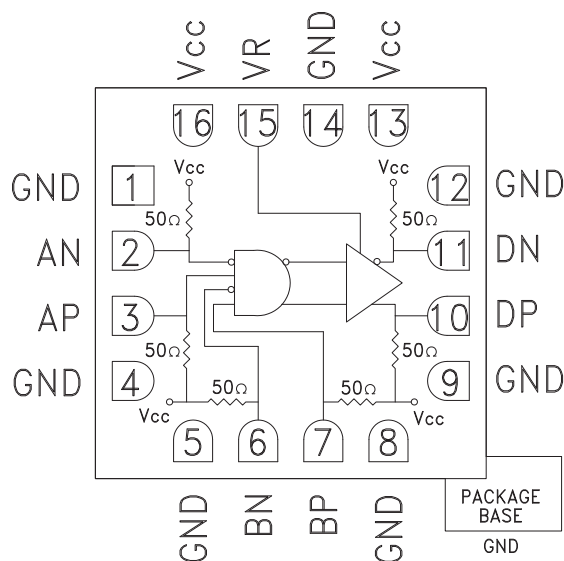 Vcc VR GND Vcc
16 15 14 13
GND 1 Vcc Vcc 12 GND
50Ω 50Ω
AN 2 11 DN
AP 3 10 DP
50Ω 50Ω
GND 4 50Ω 50Ω 9 GND
Vcc Vcc
5 6 7 8
GND BN BP GND
PACKAGE
BASE
GND